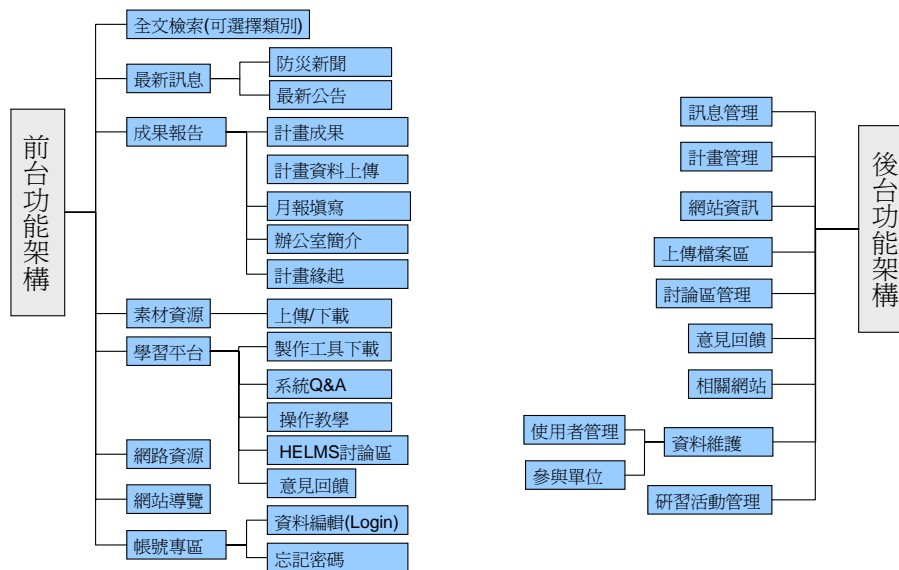 前台功能架構
全文檢索(可選擇類別)
最新訊息
防災新聞
最新公告
成果報告
計畫成果
計畫資料上傳
月報填寫
辦公室簡介
計畫緣起
素材資源
上傳/下載
學習平台
製作工具下載
系統Q&A
操作教學
HELMS討論區
意見回饋
網路資源
網站導覽
帳號專區
資料編輯(Login)
忘記密碼
後台功能架構
訊息管理
計畫管理
網站資訊
上傳檔案區
討論區管理
意見回饋
相關網站
資料維護
使用者管理
參與單位
研習活動管理